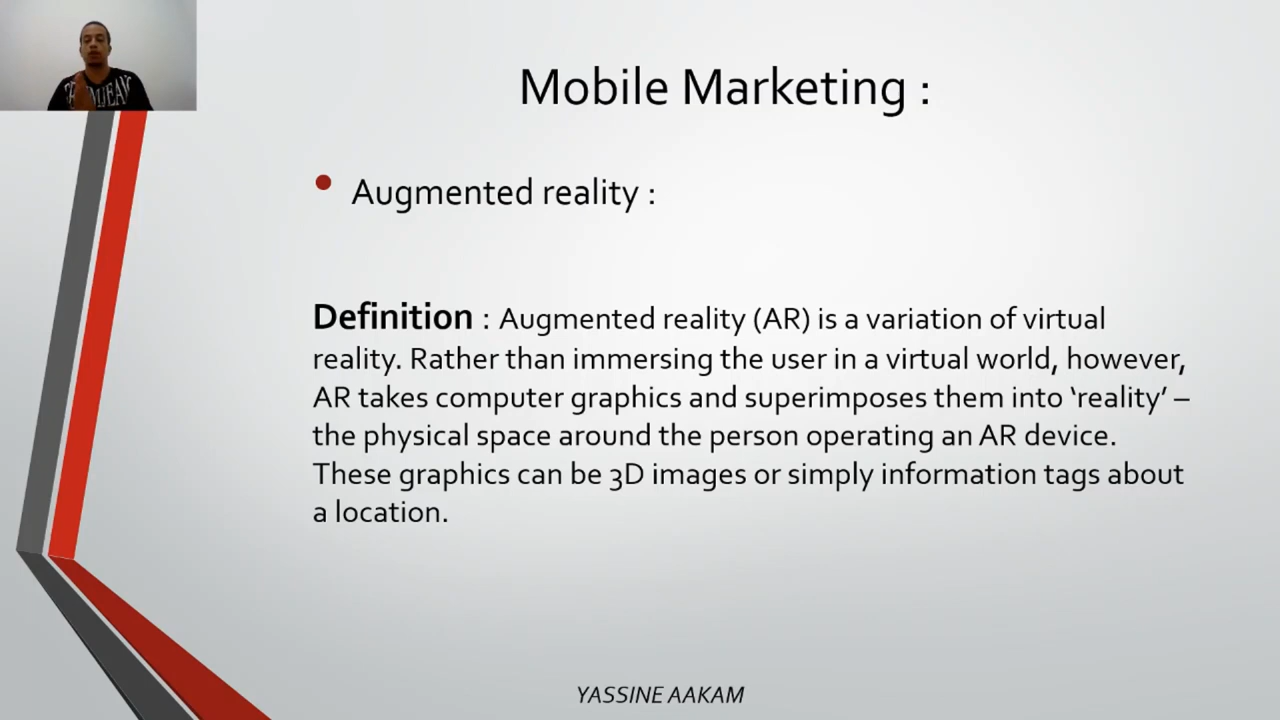 Mobile Marketing :
• Augmented reality :
Definition : Augmented reality (AR) is a variation of virtual
reality. Rather than immersing the user in a virtual world, however,
AR takes computer graphics and superimposes them into ‘reality’ –
the physical space around the person operating an AR device.
These graphics can be 3D images or simply information tags about
a location.
YASSINE AAKAM